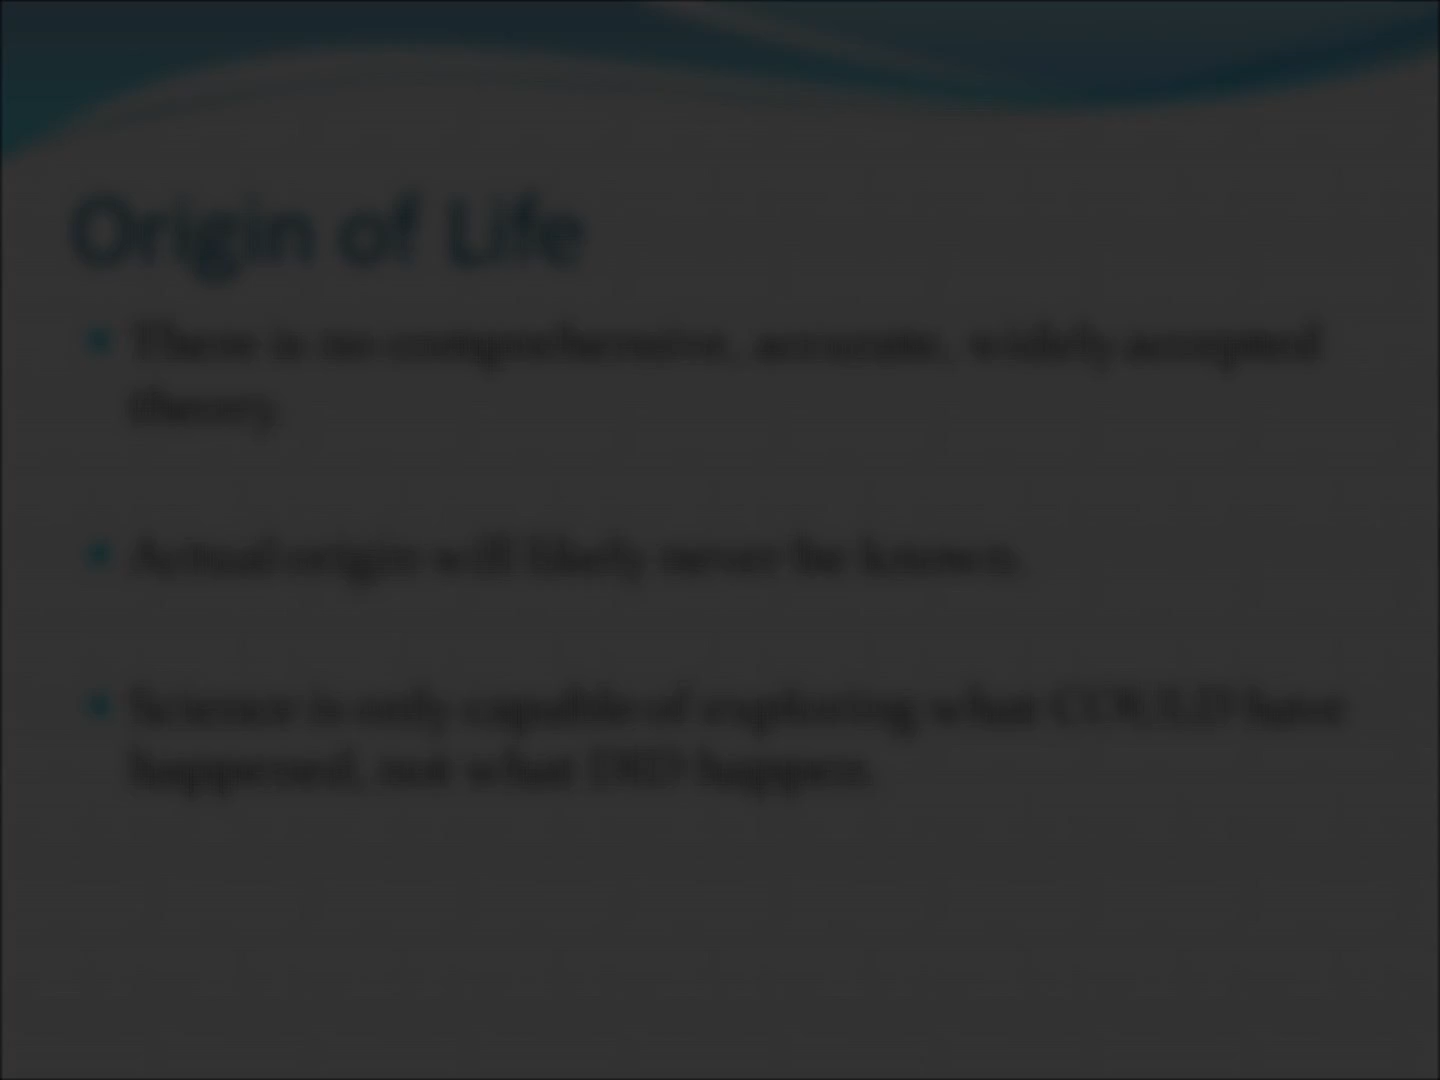 Origin of Life
There is no comprehensive, accurate, widely accepted
theory.
Actual origin will likely never be known.
Science is only capable of exploring what COULD have
happened, not what DID happen.